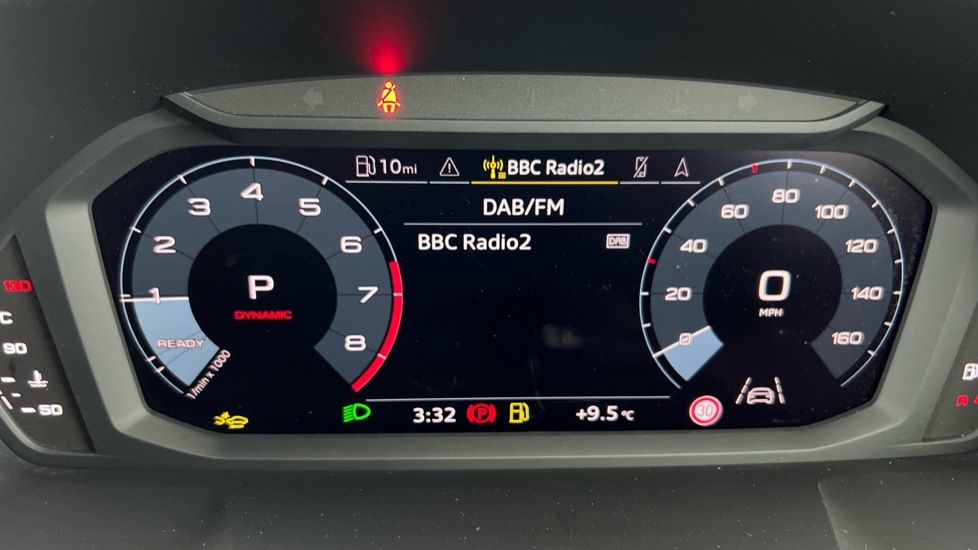 10mi BBC Radio2
DAB/FM
BBC Radio2 DAB
1 2 3 4 5 6 7 8
P
DYNAMIC
READY
1/min x 1000
0 20 40 60 80 100 120 140 160
0
MPH
3:32 P +9.5°C 30
130
C
90
50